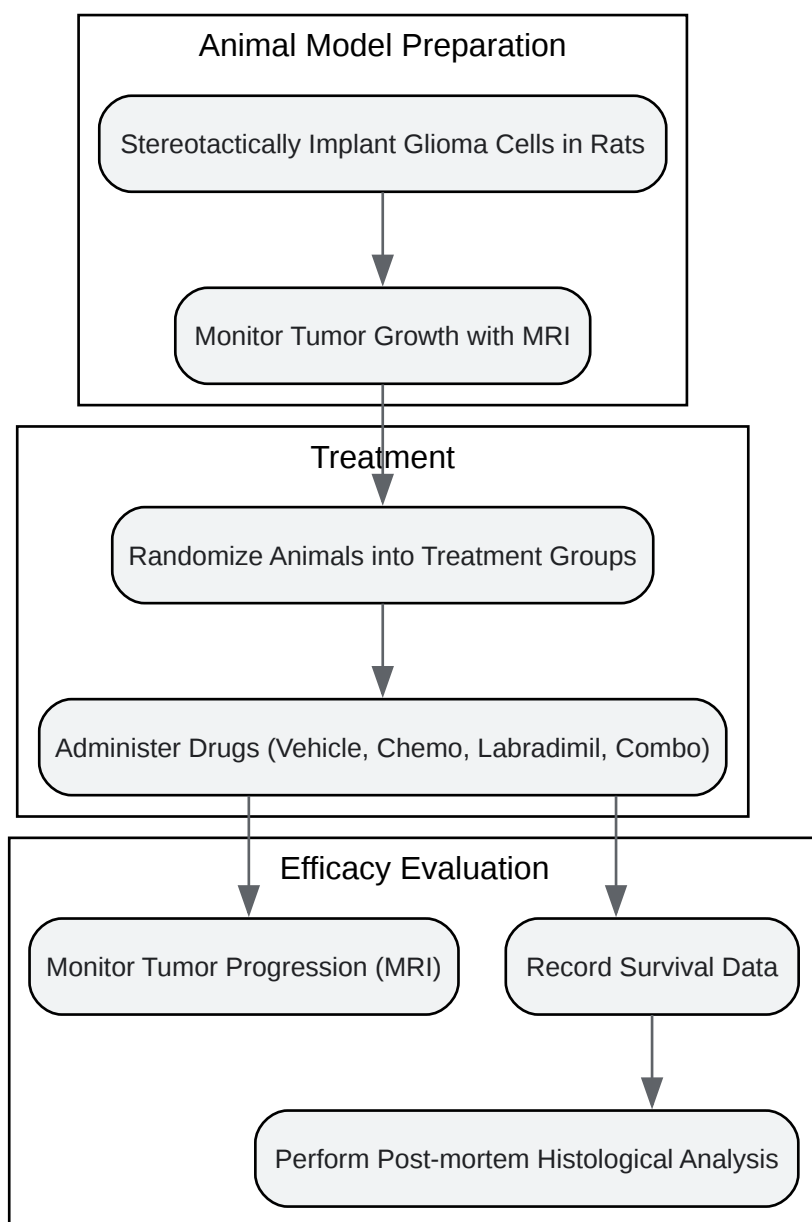 Animal Model Preparation
Stereotactically Implant Glioma Cells in Rats
Monitor Tumor Growth with MRI
Treatment
Randomize Animals into Treatment Groups
Administer Drugs (Vehicle, Chemo, Labradimil, Combo)
Efficacy Evaluation
Monitor Tumor Progression (MRI)
Record Survival Data
Perform Post-mortem Histological Analysis